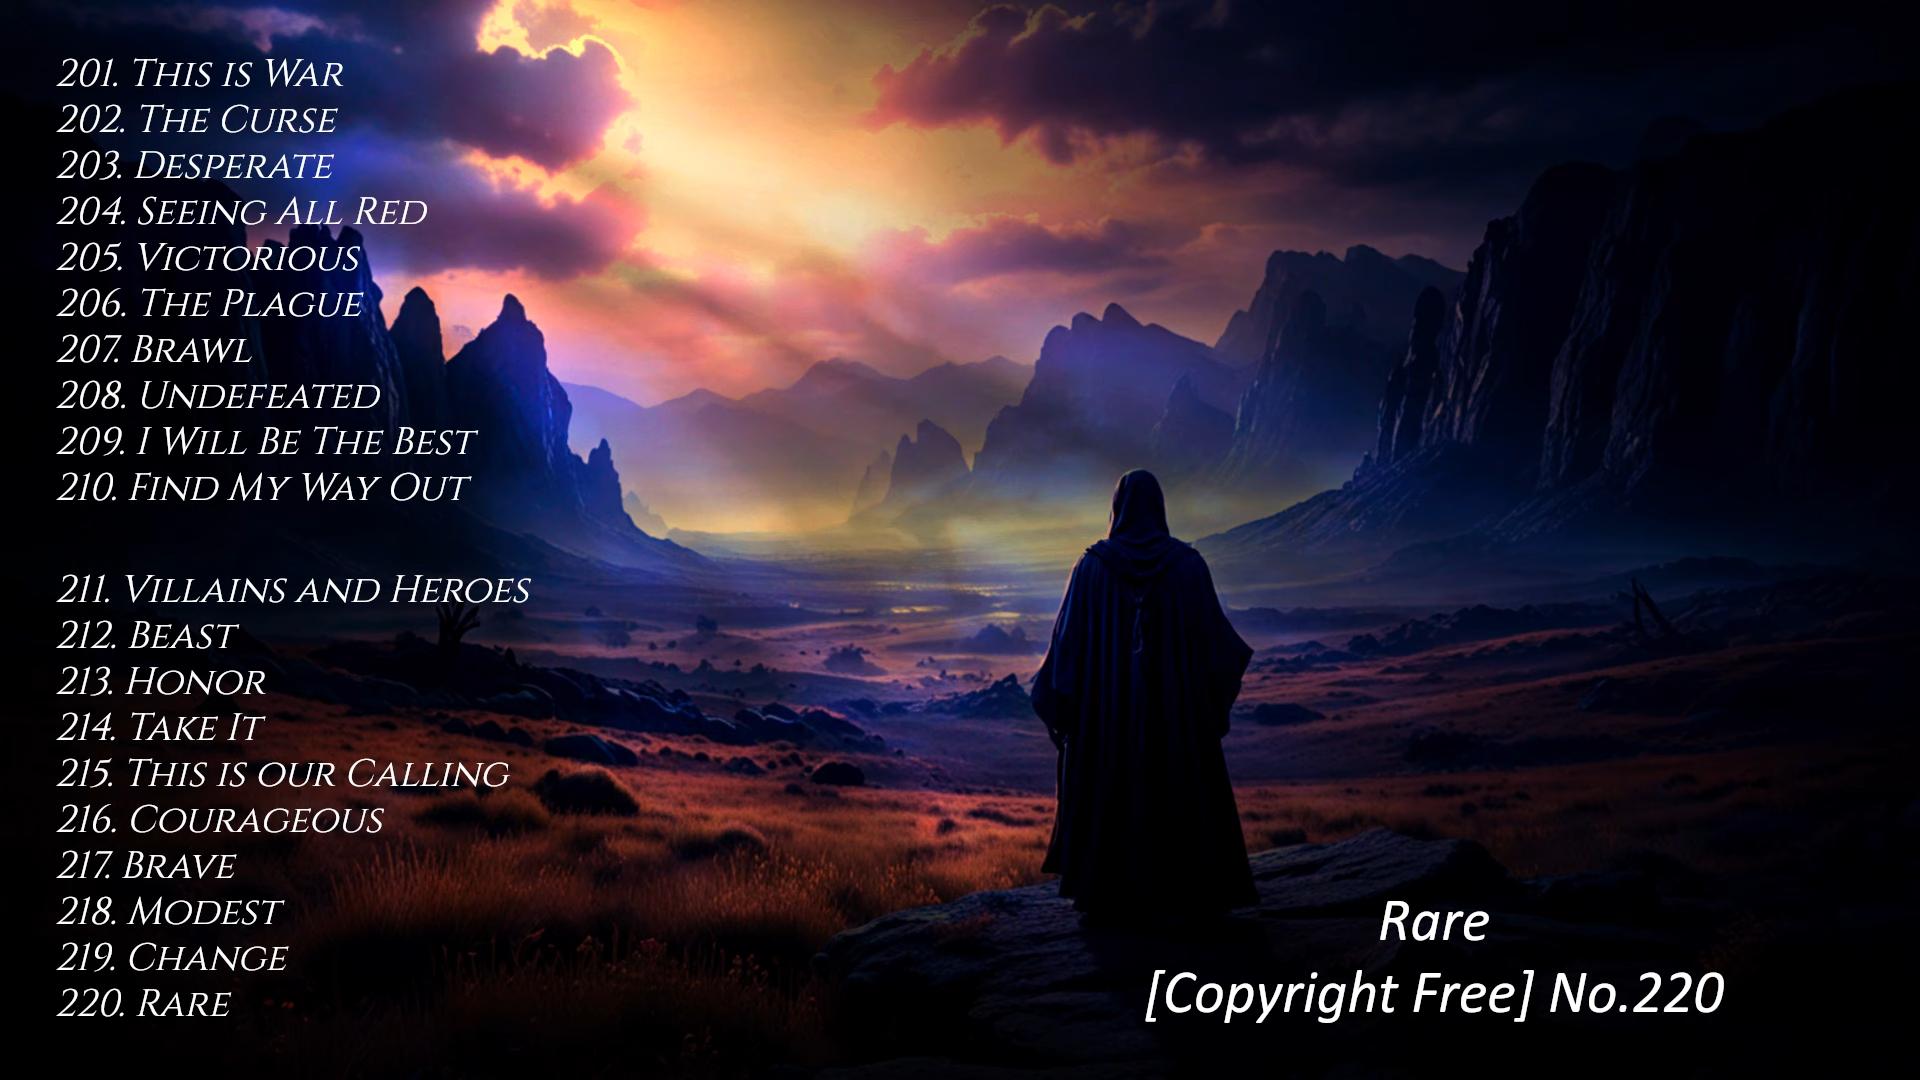 201. This is War
202. The Curse
203. Desperate
204. Seeing All Red
205. Victorious
206. The Plague
207. Brawl
208. Undefeated
209. I Will Be The Best
210. Find My Way Out
211. Villains and Heroes
212. Beast
213. Honor
214. Take It
215. This is our Calling
216. Courageous
217. Brave
218. Modest
219. Change
220. Rare
Rare
[Copyright Free] No.220